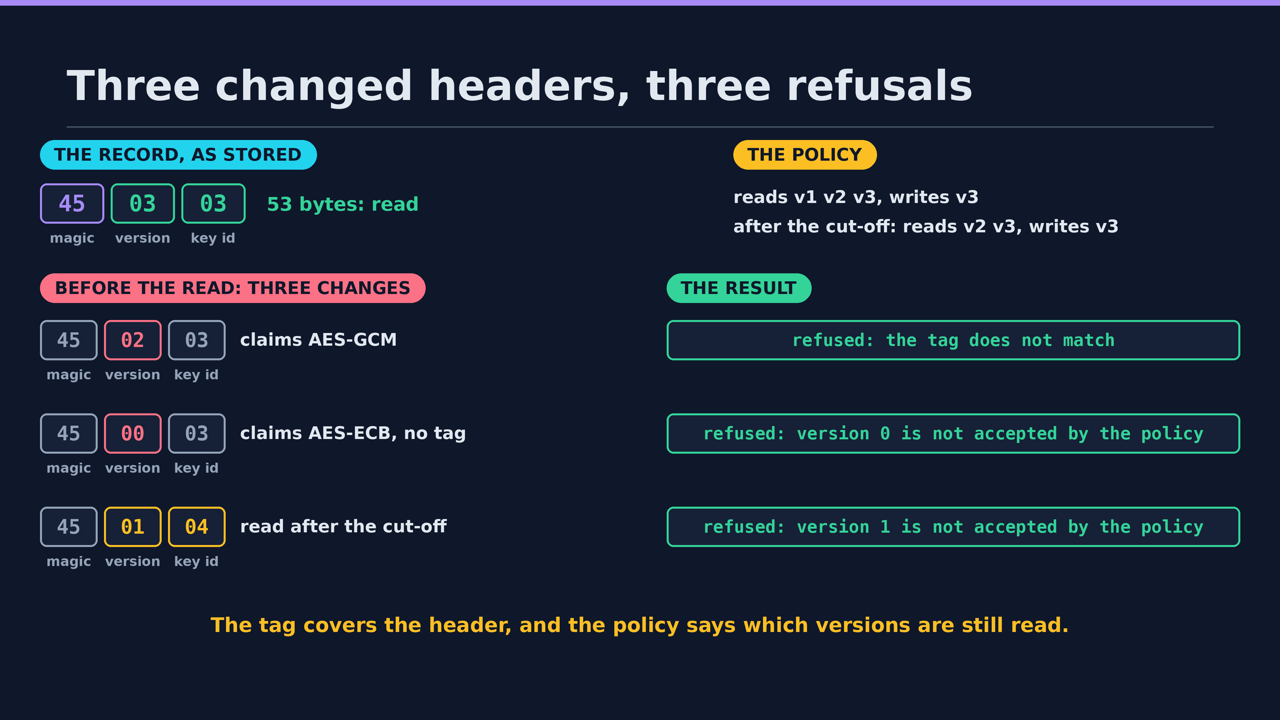 Three changed headers, three refusals
THE RECORD, AS STORED
45 03 03 53 bytes: read
magic version key id
THE POLICY
reads v1 v2 v3, writes v3
after the cut-off: reads v2 v3, writes v3
BEFORE THE READ: THREE CHANGES
THE RESULT
45 02 03 claims AES-GCM
magic version key id
refused: the tag does not match
45 00 03 claims AES-ECB, no tag
magic version key id
refused: version 0 is not accepted by the policy
45 01 04 read after the cut-off
magic version key id
refused: version 1 is not accepted by the policy
The tag covers the header, and the policy says which versions are still read.